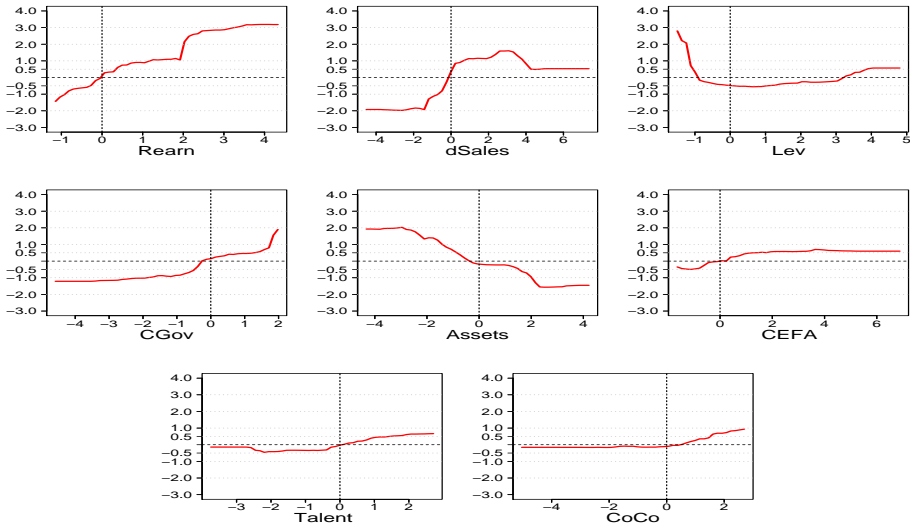 4.0 3.0 2.0 1.0 0.5 −0.5 −1.0 −2.0 −3.0
−1 0 1 2 3 4
Rearn
4.0 3.0 2.0 1.0 0.5 −0.5 −1.0 −2.0 −3.0
−4 −2 0 2 4 6
dSales
4.0 3.0 2.0 1.0 0.5 −0.5 −1.0 −2.0 −3.0
−1 0 1 2 3 4 5
Lev
4.0 3.0 2.0 1.0 0.5 −0.5 −1.0 −2.0 −3.0
−4 −3 −2 −1 0 1 2
CGov
4.0 3.0 2.0 1.0 0.5 −0.5 −1.0 −2.0 −3.0
−4 −2 0 2 4
Assets
4.0 3.0 2.0 1.0 0.5 −0.5 −1.0 −2.0 −3.0
0 2 4 6
CEFA
4.0 3.0 2.0 1.0 0.5 −0.5 −1.0 −2.0 −3.0
−3 −2 −1 0 1 2
Talent
4.0 3.0 2.0 1.0 0.5 −0.5 −1.0 −2.0 −3.0
−4 −2 0 2
CoCo